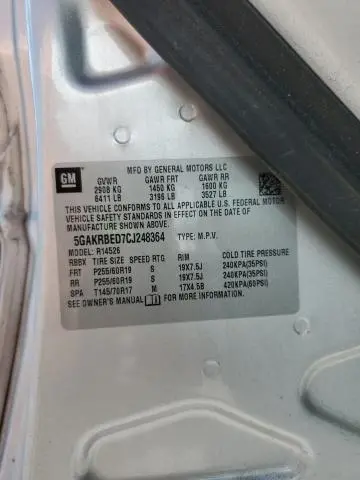 GM
MFG BY GENERAL MOTORS LLC
GVWR GAWR FRT GAWR RR
2908 KG 1450 KG 1600 KG
6411 LB 3196 LB 3527 LB
THIS VEHICLE CONFORMS TO ALL APPLICABLE U.S. FEDERAL MOTOR
VEHICLE SAFETY STANDARDS IN EFFECT ON THE DATE OF
MANUFACTURE SHOWN ABOVE.
5GAKRBED7CJ248364 TYPE: M.P.V.
MODEL: R14526
RBBX TIRE SIZE SPEED RTG RIM COLD TIRE PRESSURE
FRT P255/60R19 S 19X7.5J 240KPA(35PSI)
RR P255/60R19 S 19X7.5J 240KPA(35PSI)
SPA T145/70R17 M 17X4.5B 420KPA(60PSI)
SEE OWNER'S MANUAL FOR MORE INFORMATION.